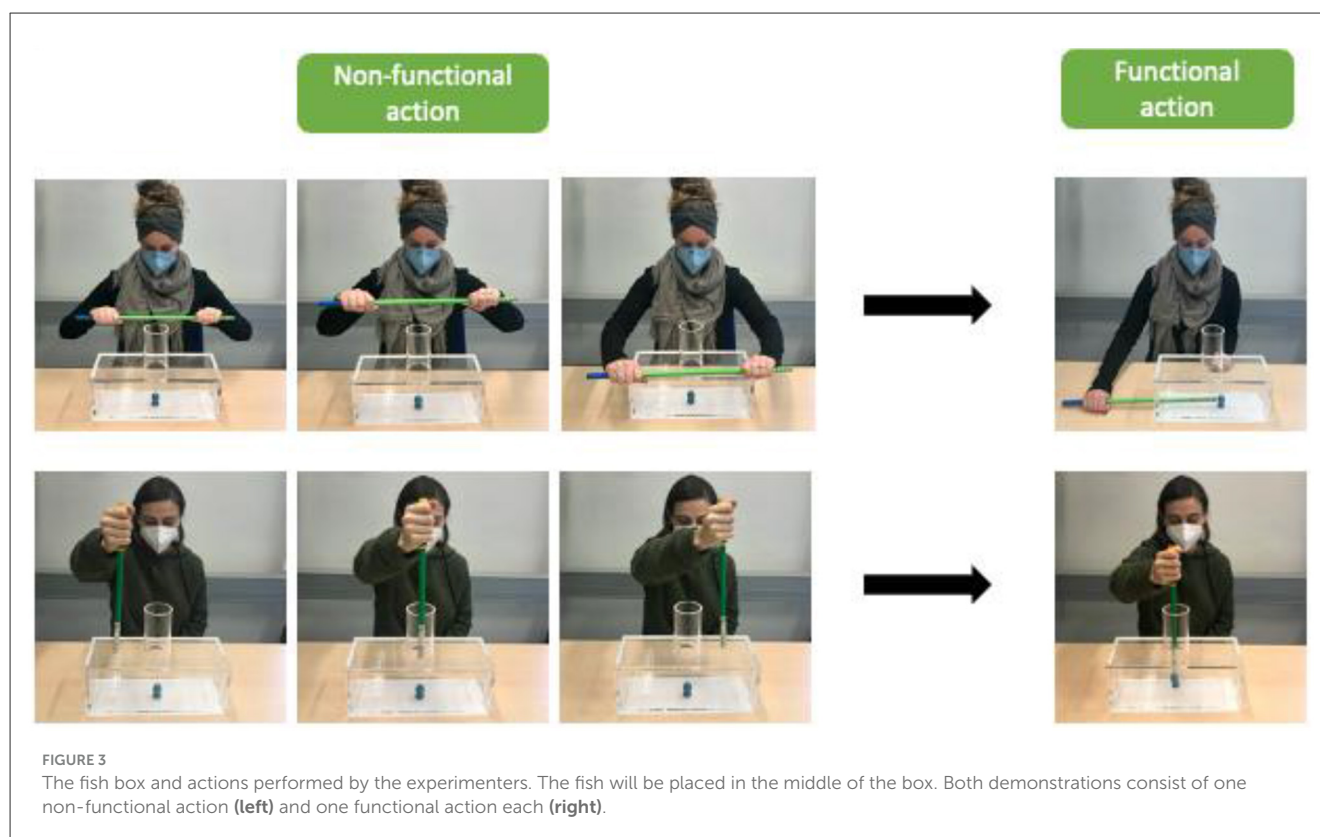 Non-functional
action
Functional
action
FIGURE 3
The fish box and actions performed by the experimenters. The fish will be placed in the middle of the box. Both demonstrations consist of one
non-functional action (left) and one functional action each (right).